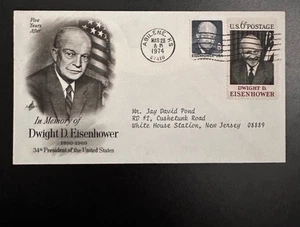 Five
Years
After
ABILENE, KS
MAR 28
1974
67410
U.S. POSTAGE
DWIGHT D.
EISENHOWER
In Memory of
Dwight D. Eisenhower
1890-1969
34th President of the United States
Mr. Jay David Pond
RD #1, Cushetunk Road
White House Station, New Jersey 08889